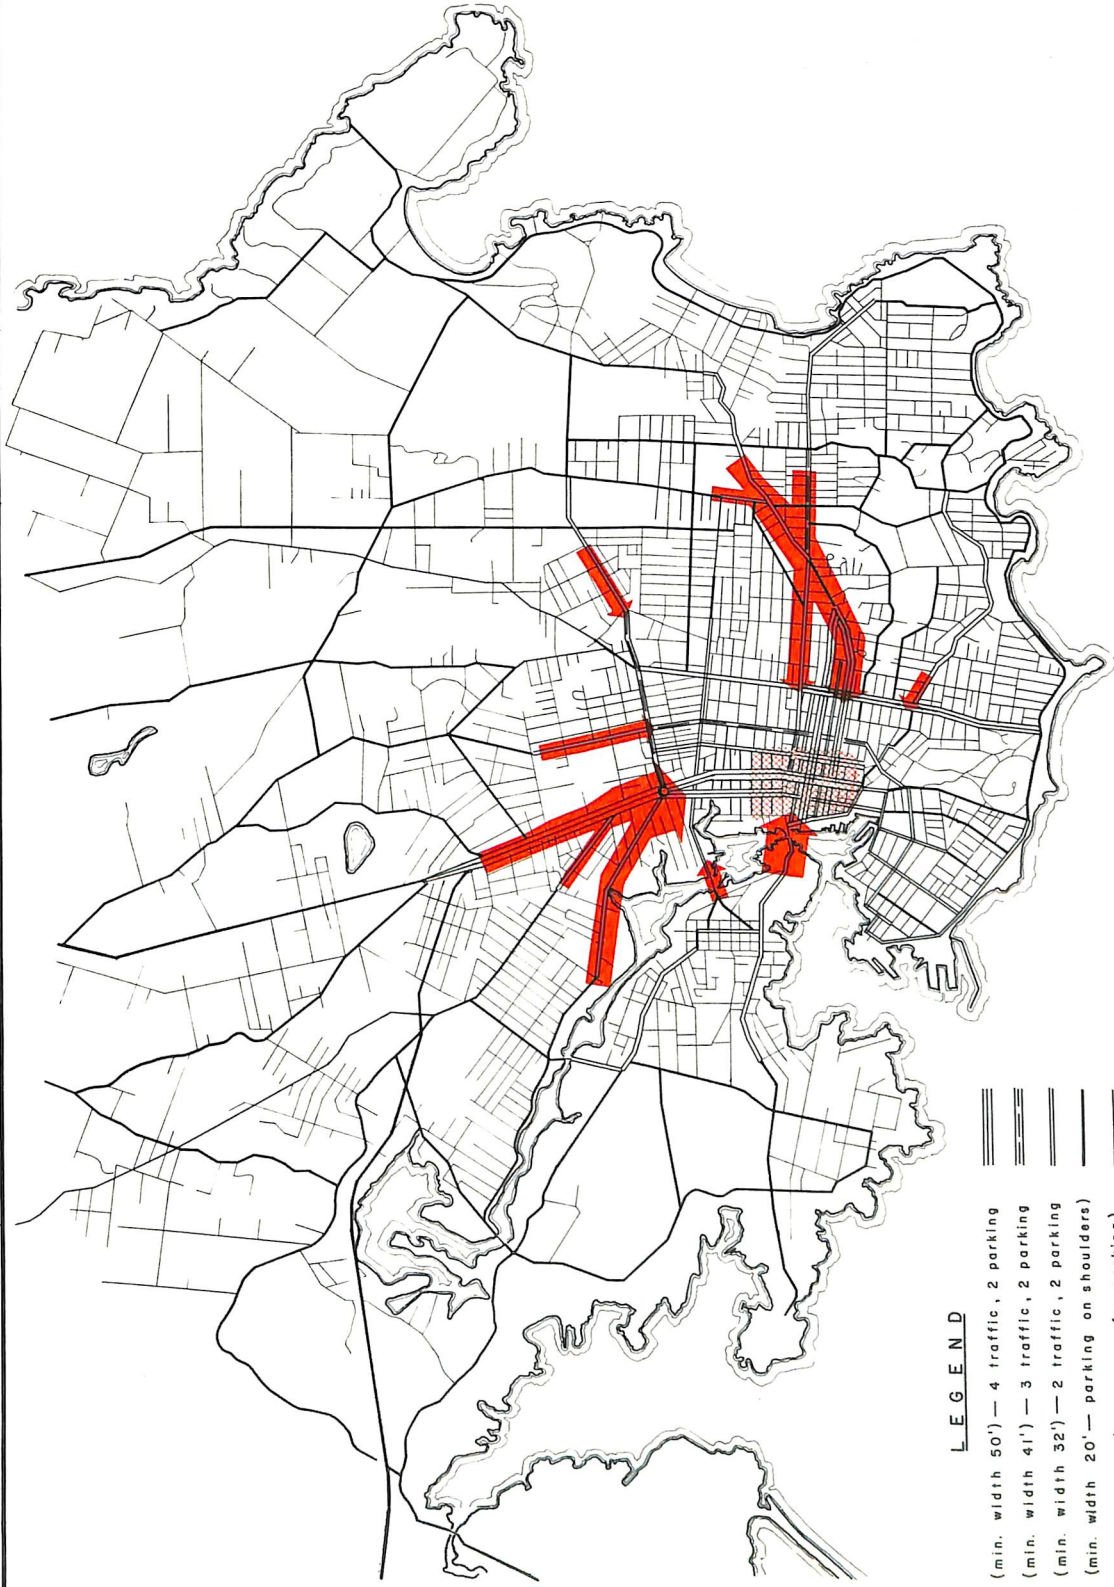 LEGEND
(min. width 50') — 4 traffic, 2 parking
(min. width 41') — 3 traffic, 2 parking
(min. width 32') — 2 traffic, 2 parking
(min. width 20' — parking on shoulders)